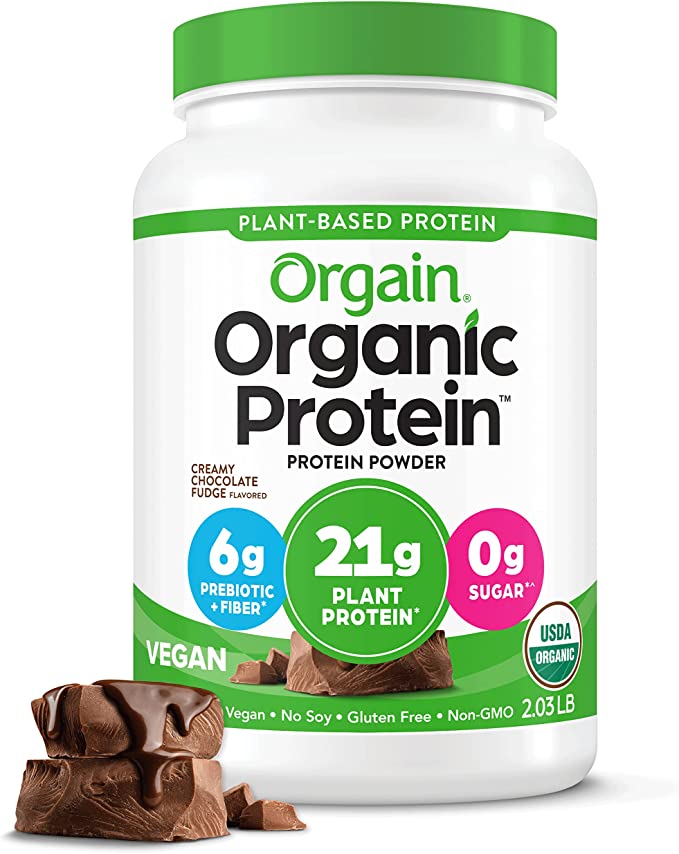 PLANT-BASED PROTEIN
Orgain®
Organic
Protein™
PROTEIN POWDER
CREAMY
CHOCOLATE
FUDGE FLAVORED
6g
PREBIOTIC
+ FIBER*
21g
PLANT
PROTEIN*
0g
SUGAR*^
VEGAN
USDA
ORGANIC
Vegan • No Soy • Gluten Free • Non-GMO 2.03 LB